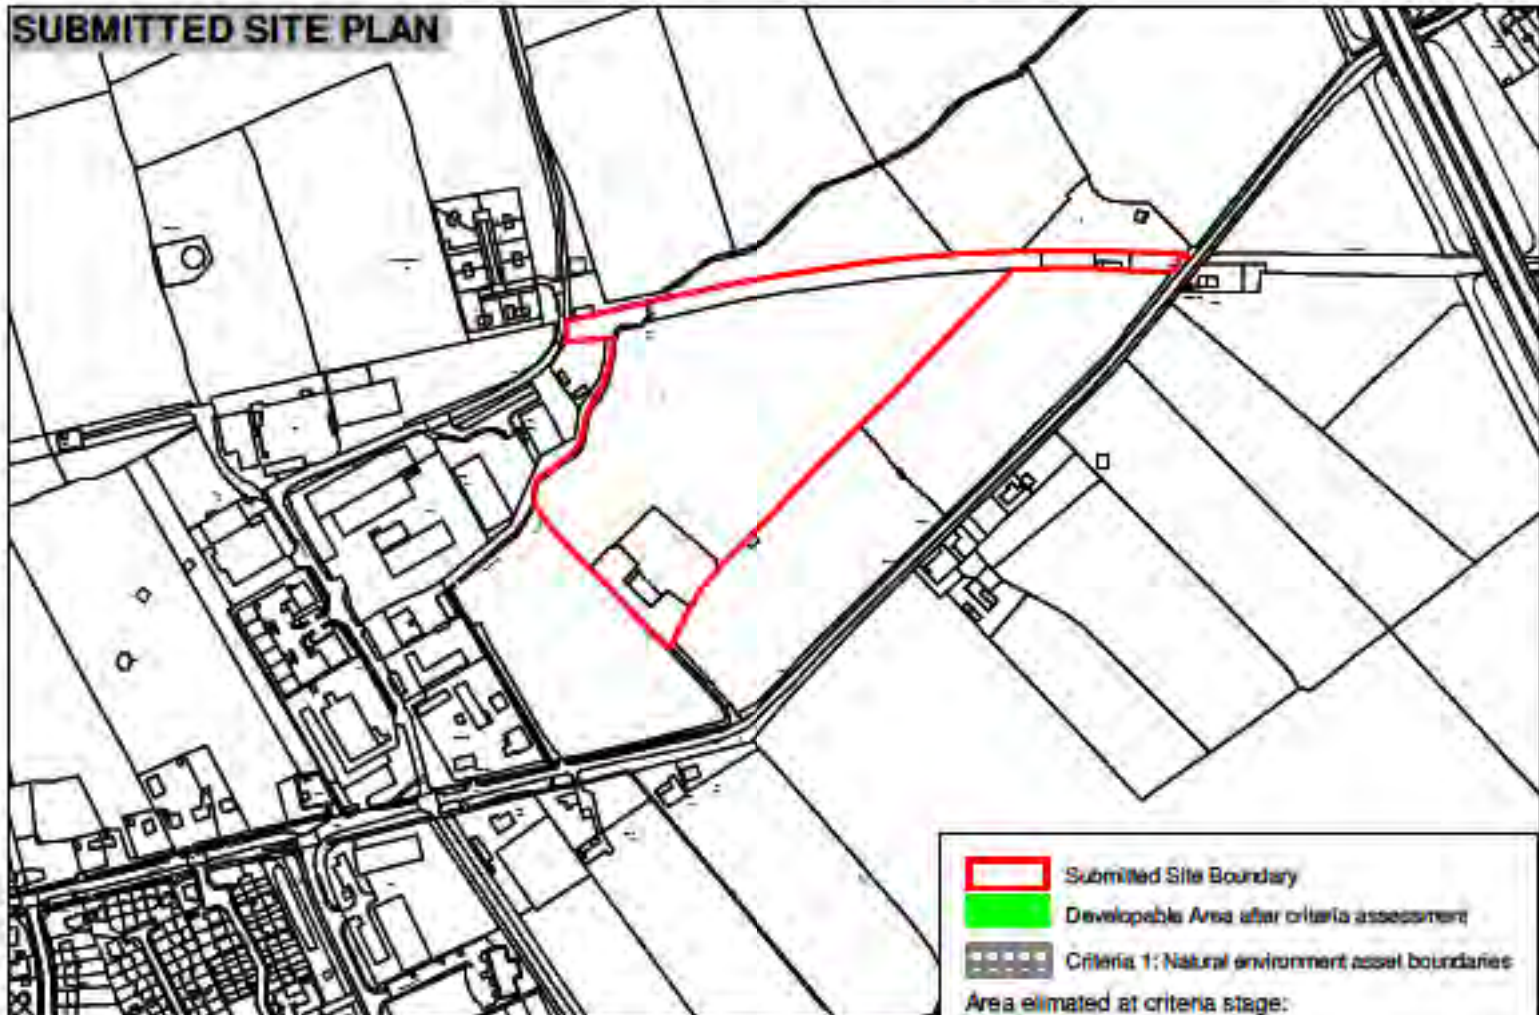 SUBMITTED SITE PLAN
Submitted Site Boundary
Developable Area after criteria assessment
Criteria 1: Natural environment asset boundaries
Area elimated at criteria stage: